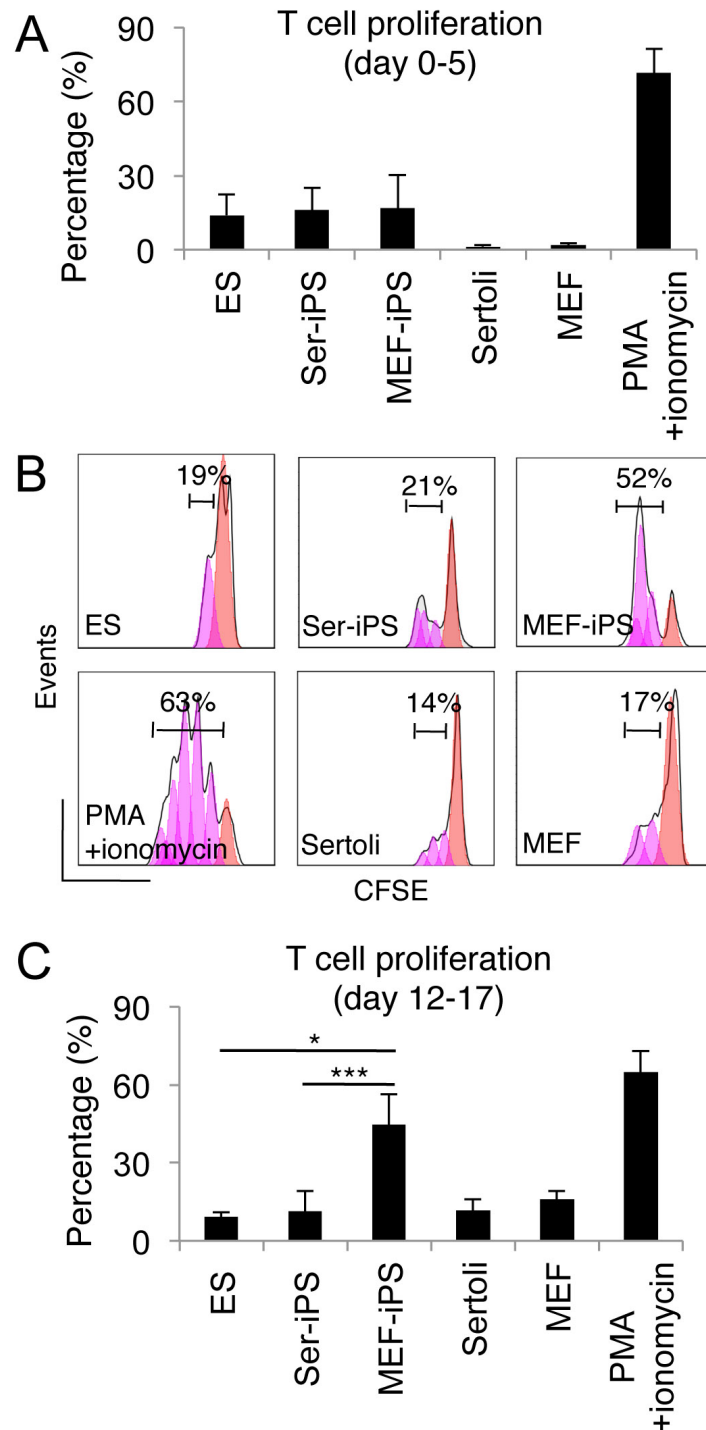 A
T cell proliferation
(day 0-5)
Percentage (%)
90
60
30
0
ES
Ser-iPS
MEF-iPS
Sertoli
MEF
PMA
+ionomycin
B
Events
19%
ES
21%
Ser-iPS
52%
MEF-iPS
63%
PMA
+ionomycin
14%
Sertoli
17%
MEF
CFSE
C
T cell proliferation
(day 12-17)
Percentage (%)
90
60
30
0
*
***
ES
Ser-iPS
MEF-iPS
Sertoli
MEF
PMA
+ionomycin